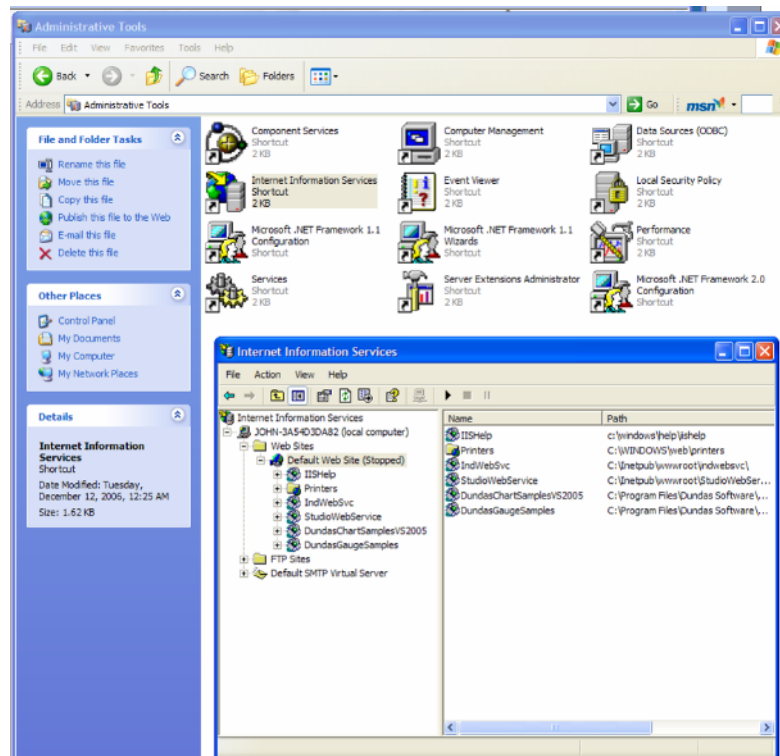 Administrative Tools
File Edit View Favorites Tools Help
Back Search Folders
Address Administrative Tools Go msn
File and Folder Tasks
Rename this file
Move this file
Copy this file
Publish this file to the Web
E-mail this file
Delete this file
Other Places
Control Panel
My Documents
My Computer
My Network Places
Details
Internet Information
Services
Shortcut
Date Modified: Tuesday,
December 12, 2006, 12:25 AM
Size: 1.62 KB
Component Services
Shortcut
2 KB
Computer Management
Shortcut
2 KB
Data Sources (ODBC)
Shortcut
2 KB
Internet Information Services
Shortcut
2 KB
Event Viewer
Shortcut
2 KB
Local Security Policy
Shortcut
2 KB
Microsoft .NET Framework 1.1
Configuration
Shortcut
Microsoft .NET Framework 1.1
Wizards
Shortcut
Performance
Shortcut
2 KB
Services
Shortcut
2 KB
Server Extensions Administrator
Shortcut
2 KB
Microsoft .NET Framework 2.0
Configuration
Shortcut
Internet Information Services
File Action View Help
Internet Information Services
JOHN-3A54D3DA82 (local computer)
Web Sites
Default Web Site (Stopped)
IISHelp
Printers
IndWebSvc
StudioWebService
DundasChartSamplesVS2005
DundasGaugeSamples
FTP Sites
Default SMTP Virtual Server
Name Path
IISHelp c:\windows\help\iishelp
Printers C:\WINDOWS\web\printers
IndWebSvc C:\Inetpub\wwwroot\indwebsvc\
StudioWebService C:\Inetpub\wwwroot\StudioWebSer...
DundasChartSamplesVS2005 C:\Program Files\Dundas Software\...
DundasGaugeSamples C:\Program Files\Dundas Software\...